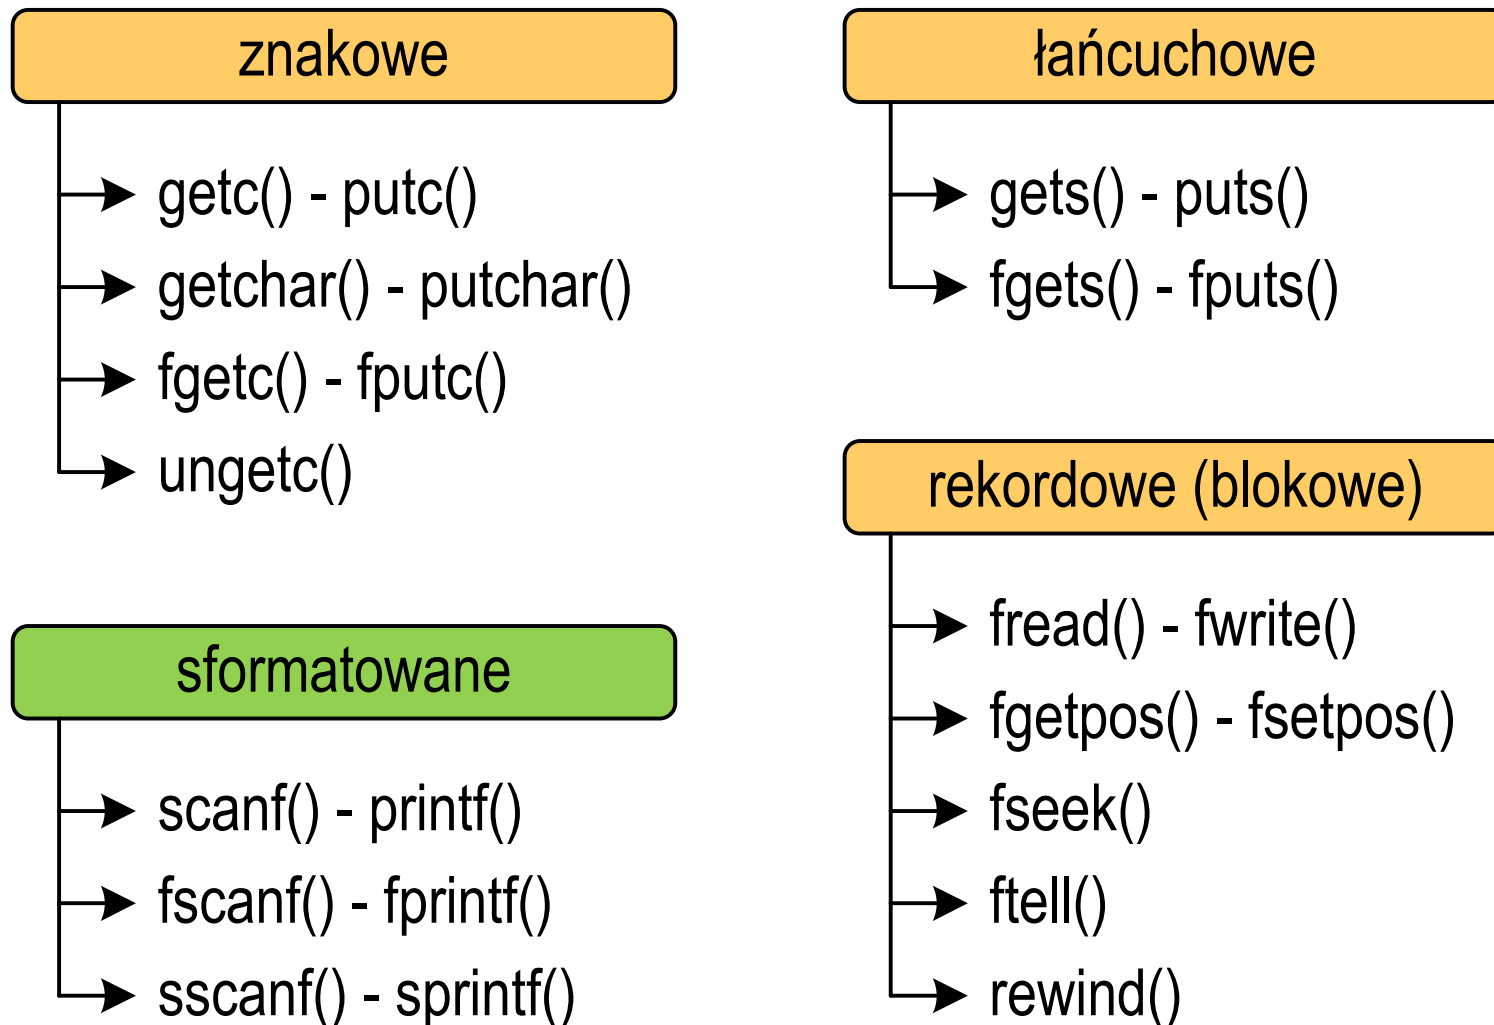 znakowe
getc() - putc()
getchar() - putchar()
fgetc() - fputc()
ungetc()
sformatowane
scanf() - printf()
fscanf() - fprintf()
sscanf() - sprintf()
łańcuchowe
gets() - puts()
fgets() - fputs()
rekordowe (blokowe)
fread() - fwrite()
fgetpos() - fsetpos()
fseek()
ftell()
rewind()